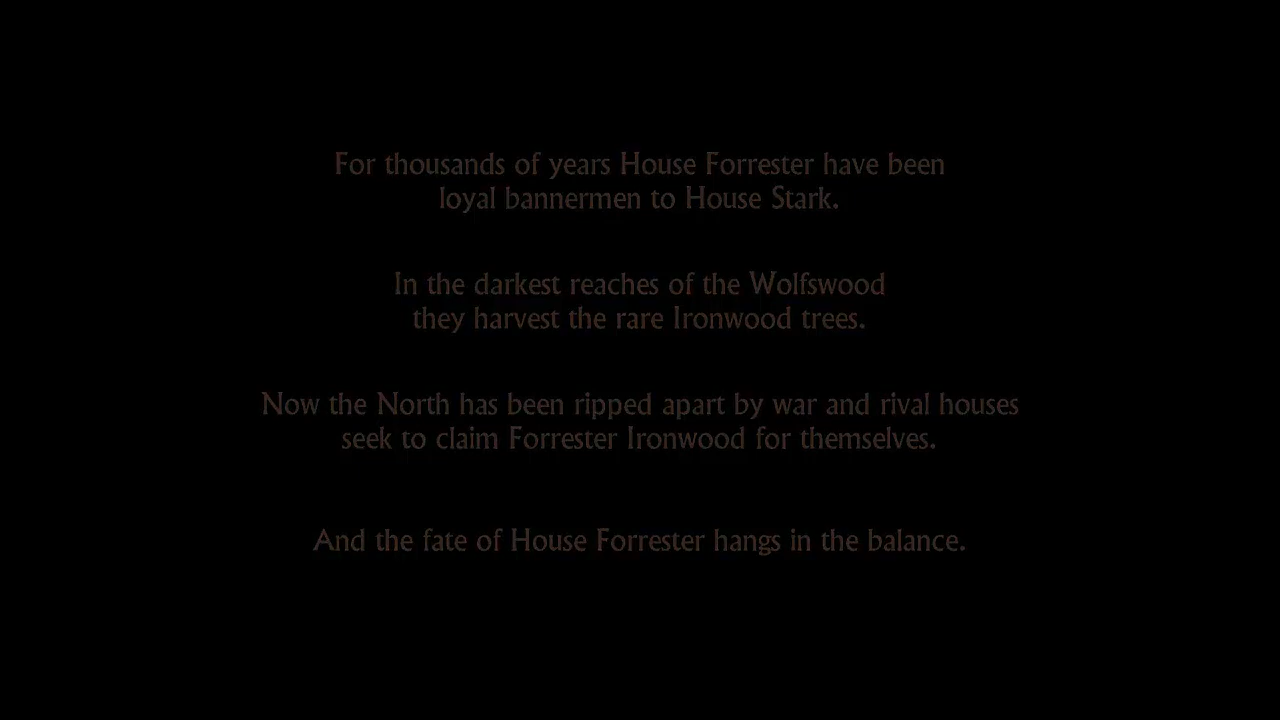 For thousands of years House Forrester have been
loyal bannermen to House Stark.
In the darkest reaches of the Wolfswood
they harvest the rare Ironwood trees.
Now the North has been ripped apart by war and rival houses
seek to claim Forrester Ironwood for themselves.
And the fate of House Forrester hangs in the balance.